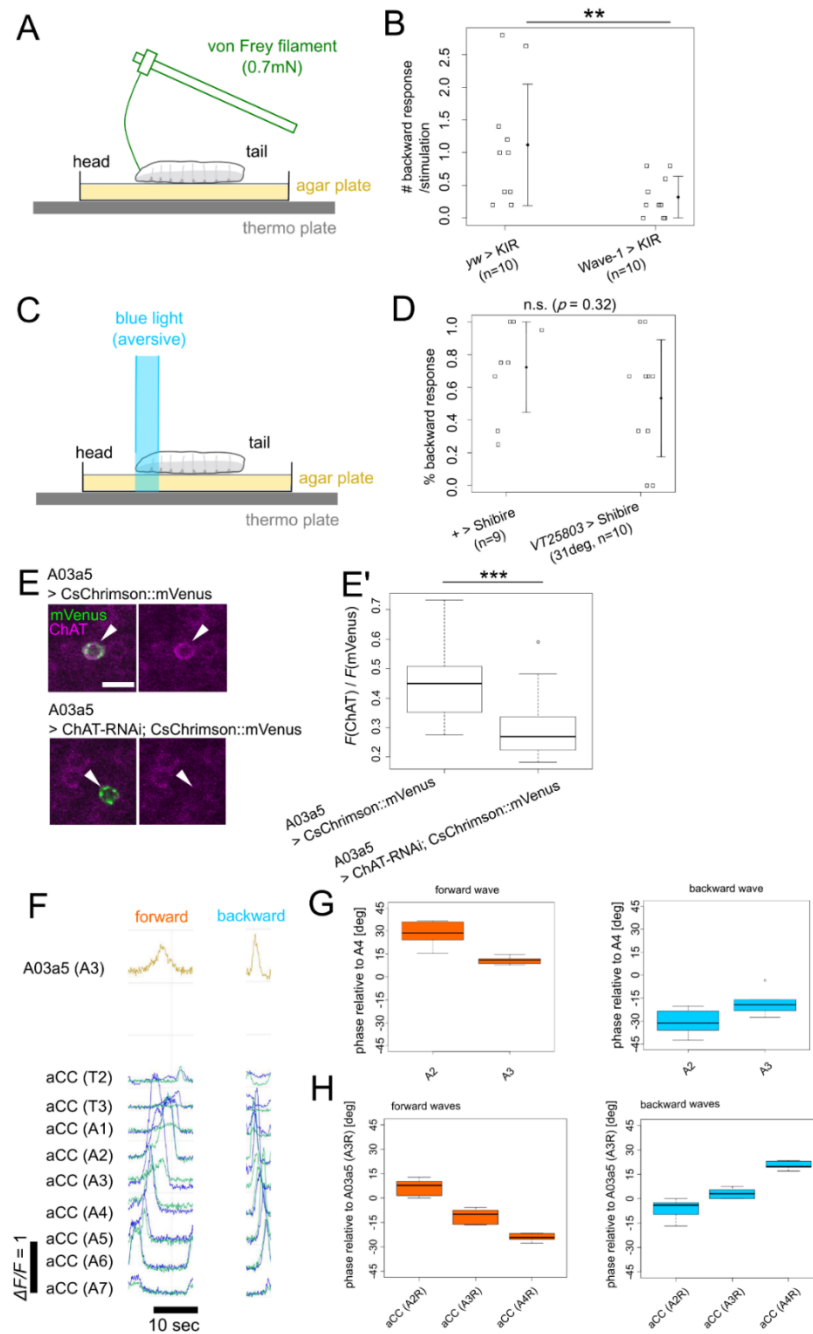 A
von Frey filament
(0.7mN)
head
tail
agar plate
thermo plate
B
**
# backward response
/stimulation
2.5
2.0
1.5
1.0
0.5
0.0
yw > KIR
(n=10)
Wave-1 > KIR
(n=10)
C
blue light
(aversive)
head
tail
agar plate
thermo plate
D
n.s. (p = 0.32)
% backward response
1.0
0.8
0.6
0.4
0.2
0.0
+ > Shibire
(n=9)
VT25803 > Shibire
(31deg, n=10)
E
A03a5
> CsChrimson::mVenus
mVenus
ChAT
A03a5
> ChAT-RNAi; CsChrimson::mVenus
E'
***
F(ChAT) / F(mVenus)
0.7
0.6
0.5
0.4
0.3
0.2
A03a5
> CsChrimson::mVenus
A03a5
> ChAT-RNAi; CsChrimson::mVenus
F
forward
backward
A03a5 (A3)
aCC (T2)
aCC (T3)
aCC (A1)
aCC (A2)
aCC (A3)
aCC (A4)
aCC (A5)
aCC (A6)
aCC (A7)
ΔF/F = 1
10 sec
G
forward wave
phase relative to A4 [deg]
45
30
15
0
-15
-30
-45
A2
A3
backward wave
phase relative to A4 [deg]
45
30
15
0
-15
-30
-45
A2
A3
H
forward waves
phase relative to A03a5 (A3R) [deg]
45
30
15
0
-15
-30
-45
aCC (A2R)
aCC (A3R)
aCC (A4R)
backward waves
phase relative to A03a5 (A3R) [deg]
45
30
15
0
-15
-30
-45
aCC (A2R)
aCC (A3R)
aCC (A4R)